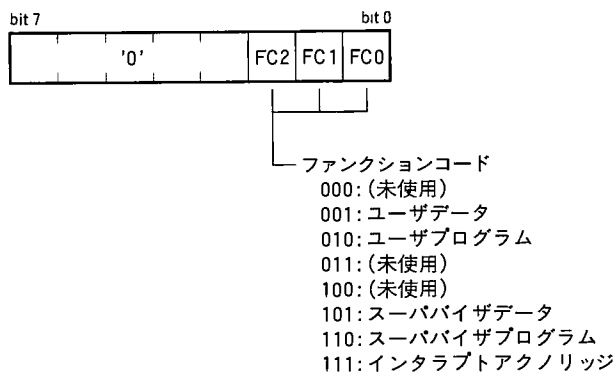 bit 7 bit 0
'0' FC2 FC1 FC0
ファンクションコード
000:(未使用)
001:ユーザデータ
010:ユーザプログラム
011:(未使用)
100:(未使用)
101:スーパバイザデータ
110:スーパバイザプログラム
111:インタラプトアクノリッジ